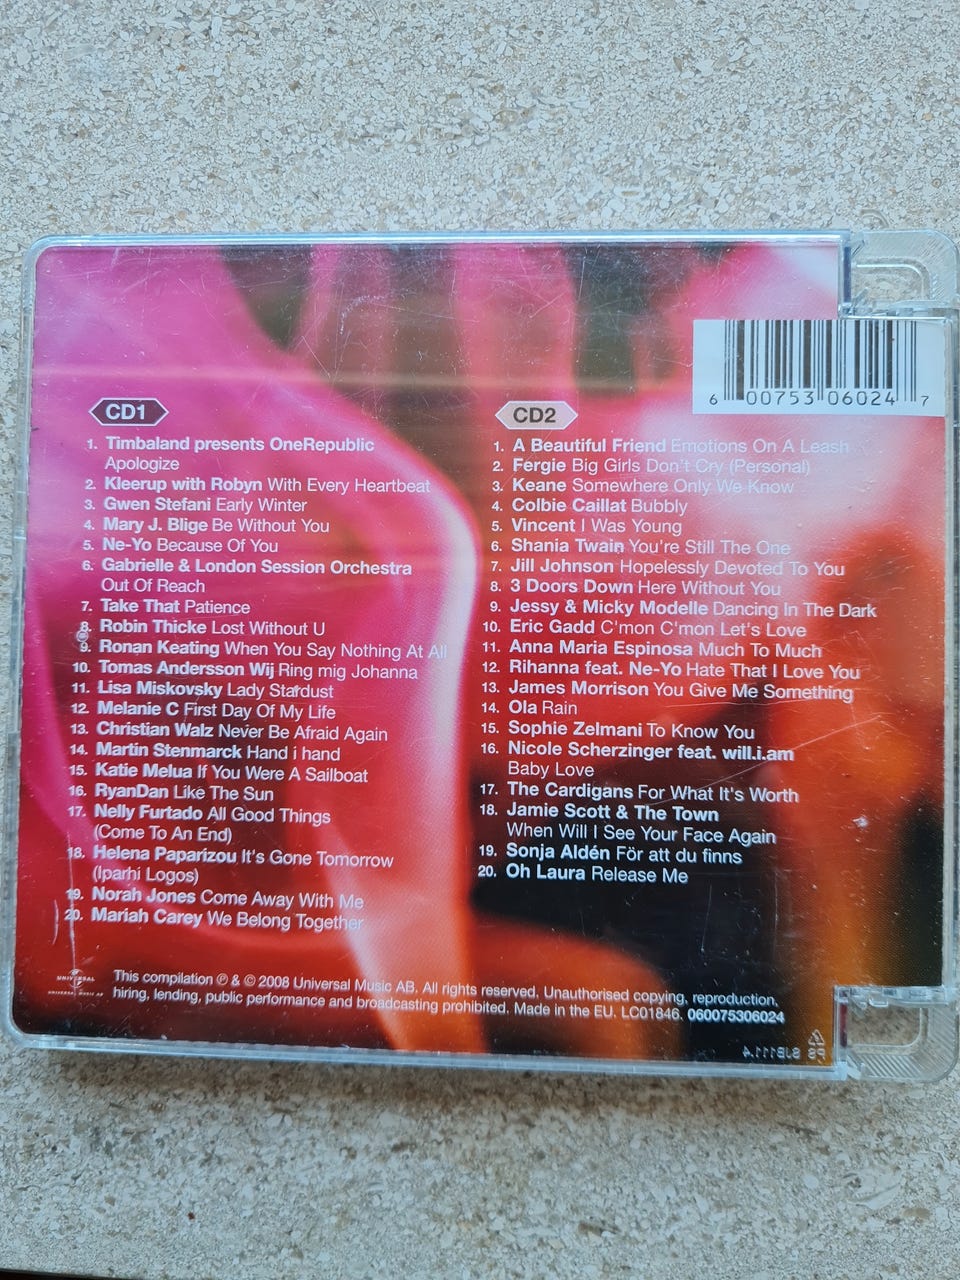 6 00753 06024 7
CD1
1. Timbaland presents OneRepublic
Apologize
2. Kleerup with Robyn With Every Heartbeat
3. Gwen Stefani Early Winter
4. Mary J. Blige Be Without You
5. Ne-Yo Because Of You
6. Gabrielle & London Session Orchestra
Out Of Reach
7. Take That Patience
8. Robin Thicke Lost Without U
9. Ronan Keating When You Say Nothing At All
10. Tomas Andersson Wij Ring mig Johanna
11. Lisa Miskovsky Lady Stardust
12. Melanie C First Day Of My Life
13. Christian Walz Never Be Afraid Again
14. Martin Stenmarck Hand i hand
15. Katie Melua If You Were A Sailboat
16. RyanDan Like The Sun
17. Nelly Furtado All Good Things
(Come To An End)
18. Helena Paparizou It's Gone Tomorrow
(Iparhi Logos)
19. Norah Jones Come Away With Me
20. Mariah Carey We Belong Together
CD2
1. A Beautiful Friend Emotions On A Leash
2. Fergie Big Girls Don't Cry (Personal)
3. Keane Somewhere Only We Know
4. Colbie Caillat Bubbly
5. Vincent I Was Young
6. Shania Twain You're Still The One
7. Jill Johnson Hopelessly Devoted To You
8. 3 Doors Down Here Without You
9. Jessy & Micky Modelle Dancing In The Dark
10. Eric Gadd C'mon C'mon Let's Love
11. Anna Maria Espinosa Much To Much
12. Rihanna feat. Ne-Yo Hate That I Love You
13. James Morrison You Give Me Something
14. Ola Rain
15. Sophie Zelmani To Know You
16. Nicole Scherzinger feat. will.i.am
Baby Love
17. The Cardigans For What It's Worth
18. Jamie Scott & The Town
When Will I See Your Face Again
19. Sonja Aldén För att du finns
20. Oh Laura Release Me
UNIVERSAL
UNIVERSAL MUSIC AB
This compilation ℗ & © 2008 Universal Music AB. All rights reserved. Unauthorised copying, reproduction,
hiring, lending, public performance and broadcasting prohibited. Made in the EU. LC01846. 060075306024